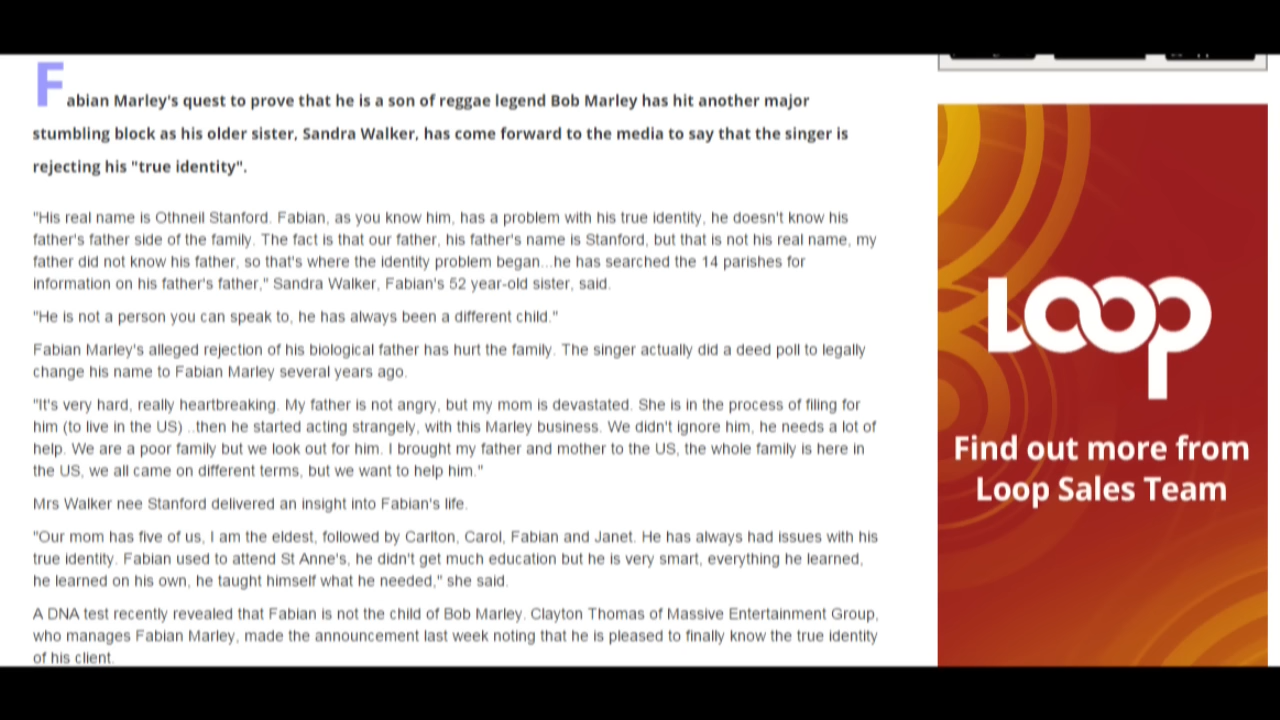 Fabian Marley's quest to prove that he is a son of reggae legend Bob Marley has hit another major
stumbling block as his older sister, Sandra Walker, has come forward to the media to say that the singer is
rejecting his "true identity".
"His real name is Othneil Stanford. Fabian, as you know him, has a problem with his true identity, he doesn't know his
father's father side of the family. The fact is that our father, his father's name is Stanford, but that is not his real name, my
father did not know his father, so that's where the identity problem began...he has searched the 14 parishes for
information on his father's father," Sandra Walker, Fabian's 52 year-old sister, said.
"He is not a person you can speak to, he has always been a different child."
Fabian Marley's alleged rejection of his biological father has hurt the family. The singer actually did a deed poll to legally
change his name to Fabian Marley several years ago.
"It's very hard, really heartbreaking. My father is not angry, but my mom is devastated. She is in the process of filing for
him (to live in the US) ..then he started acting strangely, with this Marley business. We didn't ignore him, he needs a lot of
help. We are a poor family but we look out for him. I brought my father and mother to the US, the whole family is here in
the US, we all came on different terms, but we want to help him."
Mrs Walker nee Stanford delivered an insight into Fabian's life.
"Our mom has five of us, I am the eldest, followed by Carlton, Carol, Fabian and Janet. He has always had issues with his
true identity. Fabian used to attend St Anne's, he didn't get much education but he is very smart, everything he learned,
he learned on his own, he taught himself what he needed," she said.
A DNA test recently revealed that Fabian is not the child of Bob Marley. Clayton Thomas of Massive Entertainment Group,
who manages Fabian Marley, made the announcement last week noting that he is pleased to finally know the true identity
of his client.
Loop
Find out more from
Loop Sales Team